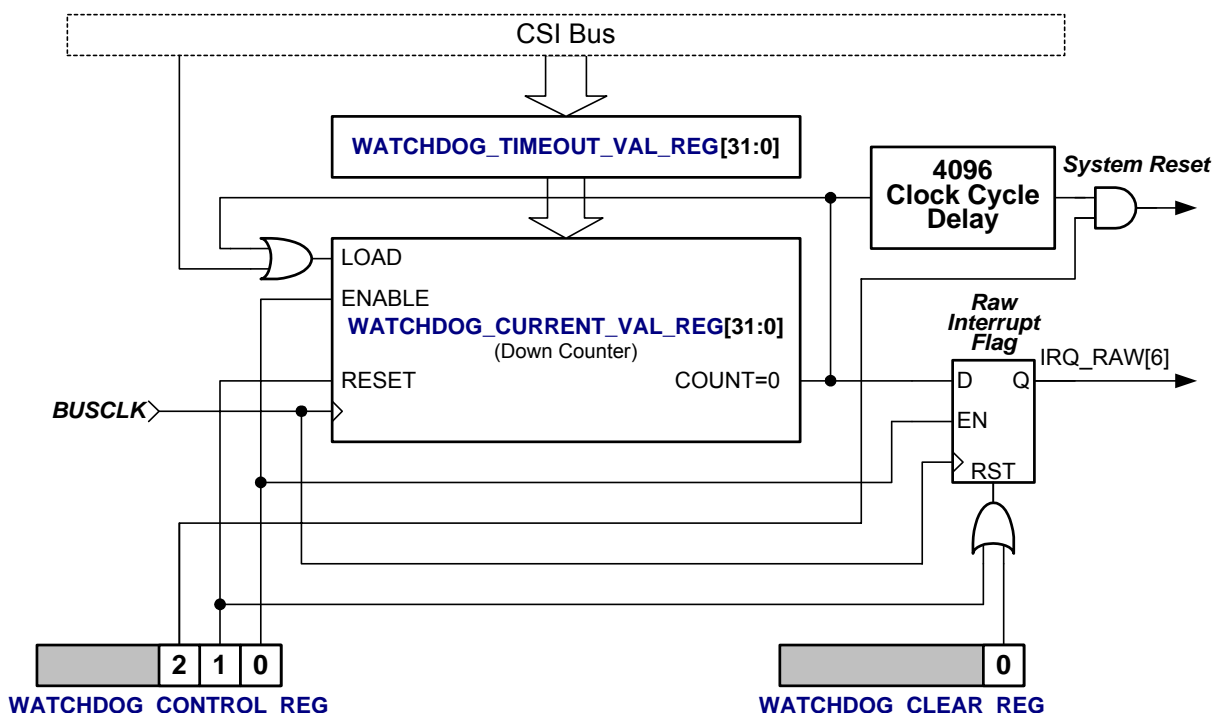 CSI Bus
WATCHDOG_TIMEOUT_VAL_REG[31:0]
4096
Clock Cycle
Delay
System Reset
LOAD
ENABLE
WATCHDOG_CURRENT_VAL_REG[31:0]
(Down Counter)
RESET
COUNT=0
BUSCLK
Raw
Interrupt
Flag
IRQ_RAW[6]
D
Q
EN
RST
2 1 0
WATCHDOG_CONTROL_REG
0
WATCHDOG_CLEAR_REG